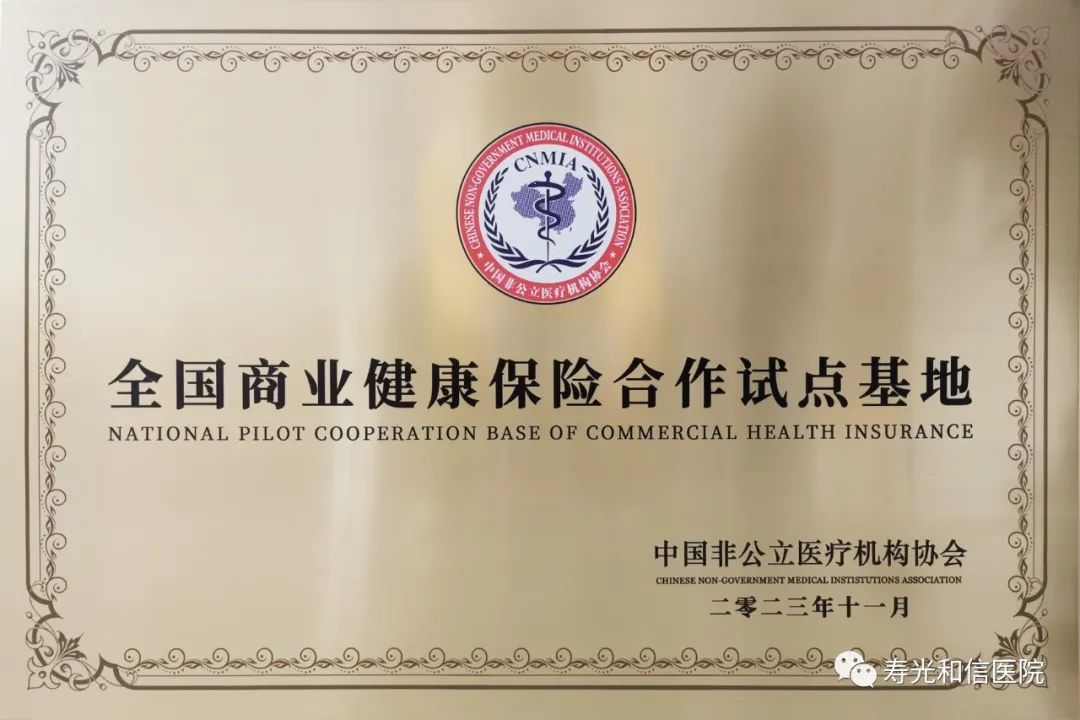 CHINESE NON-GOVERNMENT MEDICAL INSTITUTIONS ASSOCIATION
CNMIA
中国非公立医疗机构协会
全国商业健康保险合作试点基地
NATIONAL PILOT COOPERATION BASE OF COMMERCIAL HEALTH INSURANCE
中国非公立医疗机构协会
CHINESE NON-GOVERNMENT MEDICAL INSTISTUTIONS ASSOCIATION
二零二三年十一月
寿光和信医院